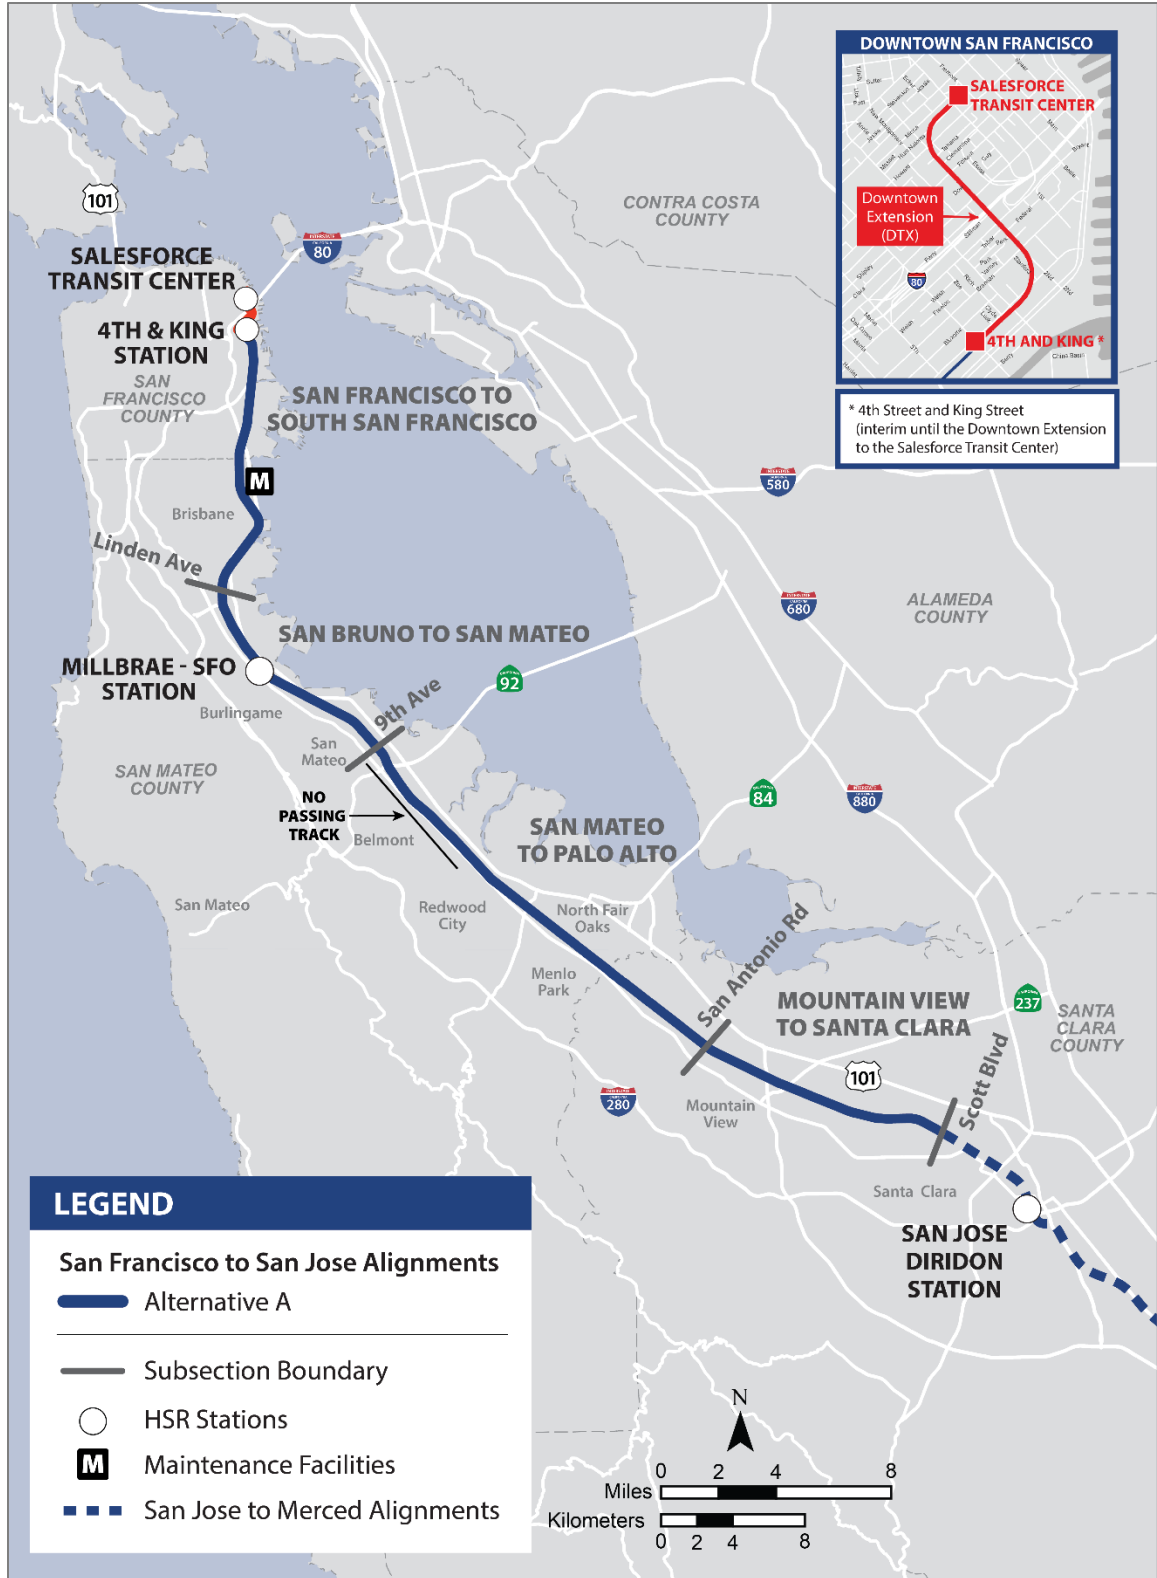 DOWNTOWN SAN FRANCISCO
SALESFORCE
TRANSIT CENTER
Downtown
Extension
(DTX)
80
4TH AND KING *
China Basin
* 4th Street and King Street
(interim until the Downtown Extension
to the Salesforce Transit Center)
101
CONTRA COSTA
COUNTY
INTERSTATE
CALIFORNIA
80
SALESFORCE
TRANSIT CENTER
4TH & KING
STATION
SAN
FRANCISCO
COUNTY
SAN FRANCISCO TO
SOUTH SAN FRANCISCO
M
580
Brisbane
Linden Ave
680
ALAMEDA
COUNTY
SAN BRUNO TO SAN MATEO
MILLBRAE - SFO
STATION
92
9th Ave
Burlingame
San
Mateo
SAN MATEO
COUNTY
NO
PASSING
TRACK
Belmont
84
880
SAN MATEO
TO PALO ALTO
San Mateo
Redwood
City
North Fair
Oaks
Menlo
Park
San Antonio Rd
MOUNTAIN VIEW
TO SANTA CLARA
237
SANTA
CLARA
COUNTY
101
Scott Blvd
280
Mountain
View
Santa Clara
SAN JOSE
DIRIDON
STATION
LEGEND
San Francisco to San Jose Alignments
Alternative A
Subsection Boundary
HSR Stations
M Maintenance Facilities
San Jose to Merced Alignments
N
0 2 4 8
Miles
Kilometers
0 2 4 8